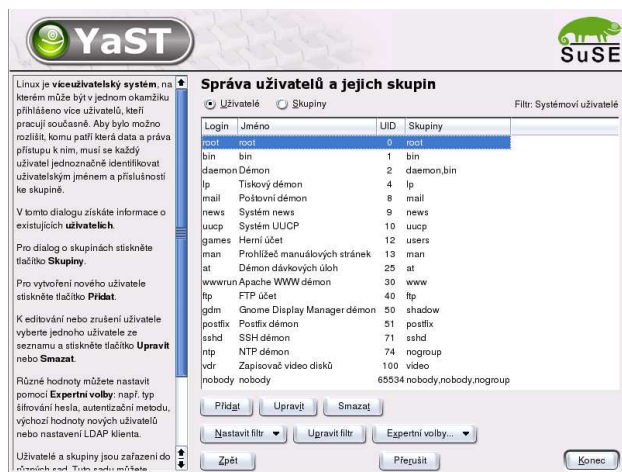 YaST
SuSE
Linux je víceuživatelský systém, na
kterém může být v jednom okamžiku
přihlášeno více uživatelů, kteří
pracují současně. Aby bylo možno
rozlišit, komu patří která data a práva
přístupu k nim, musí se každý
uživatel jednoznačně identifikovat
uživatelským jménem a příslušností
ke skupině.
V tomto dialogu získáte informace o
existujících uživatelích.
Pro dialog o skupinách stiskněte
tlačítko Skupiny.
Pro vytvoření nového uživatele
stiskněte tlačítko Přidat.
K editování nebo zrušení uživatele
vyberte jednoho uživatele ze
seznamu a stiskněte tlačítko Upravit
nebo Smazat.
Různé hodnoty můžete nastavit
pomocí Expertní volby: např. typ
šifrování hesla, autentizační metodu,
výchozí hodnoty nových uživatelů
nebo nastavení LDAP klienta.
Uživatelé a skupiny jsou zařazeni do
různých sad. Tuto sadu můžete
Správa uživatelů a jejich skupin
Uživatelé Skupiny Filtr: Systémoví uživatelé
Login Jméno UID Skupiny
root root 0 root
bin bin 1 bin
daemon Démon 2 daemon,bin
lp Tiskový démon 4 lp
mail Poštovní démon 8 mail
news Systém news 9 news
uucp Systém UUCP 10 uucp
games Herní účet 12 users
man Prohlížeč manuálových stránek 13 man
at Démon dávkových úloh 25 at
wwwrun Apache WWW démon 30 www
ftp FTP účet 40 ftp
gdm Gnome Display Manager démon 50 shadow
postfix Postfix démon 51 postfix
sshd SSH démon 71 sshd
ntp NTP démon 74 nogroup
vdr Zapisovač video disků 100 video
nobody nobody 65534 nobody,nobody,nogroup
Přidat Upravit Smazat
Nastavit filtr Upravit filtr Expertní volby...
Zpět Přerušit Konec